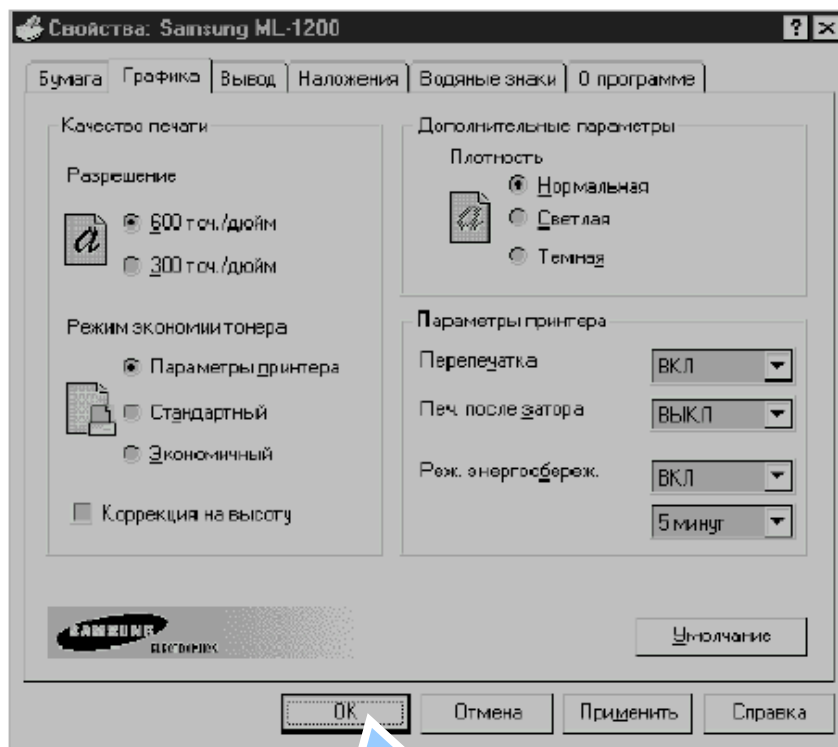 Свойства: Samsung ML-1200
Бумага Графика Вывод Наложения Водяные знаки О программе
Качество печати
Разрешение
600 точ./дюйм
300 точ./дюйм
Режим экономии тонера
Параметры принтера
Стандартный
Экономичный
Коррекция на высоту
Дополнительные параметры
Плотность
Нормальная
Светлая
Темная
Параметры принтера
Перепечатка ВКЛ
Печ. после затора ВЫКЛ
Реж. энергосбереж. ВКЛ
5 минут
SAMSUNG
ELECTRONICS
Умолчание
OK Отмена Применить Справка